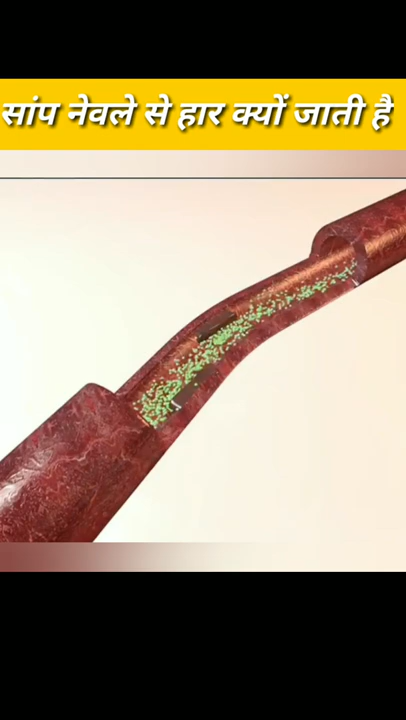 सांप नेवले से हार क्यों जाती है